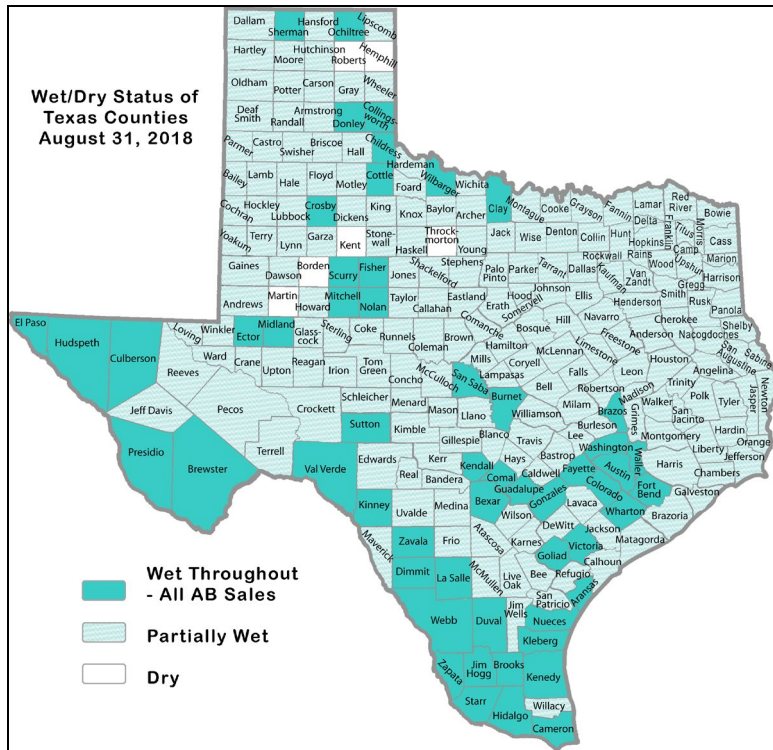 Wet/Dry Status of
Texas Counties
August 31, 2018
Dallam
Sherman
Hansford
Ochiltree
Lipscomb
Hartley
Moore
Hutchinson
Roberts
Hemphill
Oldham
Potter
Carson
Gray
Wheeler
Deaf
Smith
Randall
Armstrong
Donley
Collings-
worth
Parmer
Castro
Swisher
Briscoe
Hall
Childress
Bailey
Lamb
Hale
Floyd
Motley
Cottle
Hardeman
Foard
Wilbarger
Wichita
Clay
Montague
Cooke
Grayson
Fannin
Lamar
Red
River
Bowie
Cochran
Hockley
Lubbock
Crosby
Dickens
King
Knox
Baylor
Archer
Jack
Wise
Denton
Collin
Hunt
Delta
Hopkins
Franklin
Titus
Camp
Morris
Cass
Yoakum
Terry
Lynn
Garza
Kent
Stone-
wall
Haskell
Throck-
morton
Young
Rockwall
Rains
Wood
Upshur
Marion
Gaines
Dawson
Borden
Scurry
Fisher
Jones
Shackelford
Stephens
Palo
Pinto
Parker
Tarrant
Dallas
Kaufman
Van
Zandt
Gregg
Harrison
Andrews
Martin
Howard
Mitchell
Nolan
Taylor
Callahan
Eastland
Erath
Hood
Somervell
Johnson
Ellis
Henderson
Smith
Rusk
Panola
El Paso
Hudspeth
Culberson
Loving
Winkler
Ector
Midland
Glass-
cock
Sterling
Coke
Runnels
Coleman
Brown
Comanche
Hamilton
Bosque
Hill
Navarro
Freestone
Anderson
Cherokee
Nacogdoches
Shelby
Reeves
Ward
Crane
Upton
Reagan
Irion
Tom
Green
Concho
McCulloch
Mills
San Saba
Lampasas
Coryell
McLennan
Limestone
Falls
Leon
Houston
Angelina
San
Augustine
Sabine
Jeff Davis
Pecos
Crockett
Schleicher
Menard
Mason
Llano
Burnet
Bell
Williamson
Milam
Robertson
Brazos
Madison
Grimes
Walker
Trinity
Polk
San
Jacinto
Tyler
Jasper
Newton
Presidio
Brewster
Terrell
Val Verde
Sutton
Kimble
Gillespie
Blanco
Travis
Hays
Lee
Burleson
Washington
Montgomery
Liberty
Hardin
Orange
Jefferson
Edwards
Real
Kerr
Bandera
Kendall
Comal
Caldwell
Bastrop
Fayette
Austin
Waller
Harris
Chambers
Kinney
Uvalde
Medina
Bexar
Guadalupe
Gonzales
Colorado
Fort
Bend
Galveston
Maverick
Zavala
Frio
Atascosa
Wilson
Karnes
DeWitt
Lavaca
Wharton
Brazoria
Jackson
Matagorda
Dimmit
La Salle
McMullen
Live
Oak
Bee
Goliad
Victoria
Calhoun
Refugio
Aransas
San
Patricio
Webb
Duval
Jim
Wells
Nueces
Kleberg
Zapata
Jim
Hogg
Brooks
Kenedy
Starr
Hidalgo
Willacy
Cameron
Wet Throughout
- All AB Sales
Partially Wet
Dry